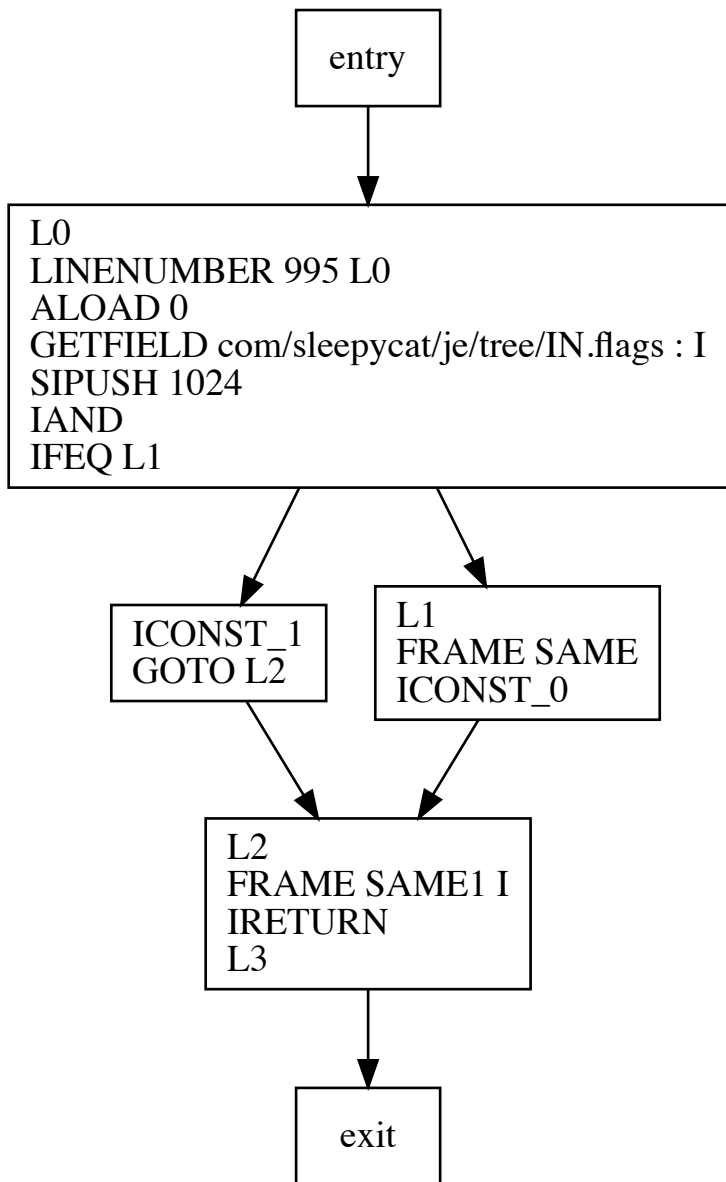 entry
L0
LINENUMBER 995 L0
ALOAD 0
GETFIELD com/sleepycat/je/tree/IN.flags : I
SIPUSH 1024
IAND
IFEQ L1
ICONST_1
GOTO L2
L1
FRAME SAME
ICONST_0
L2
FRAME SAME1 I
IRETURN
L3
exit